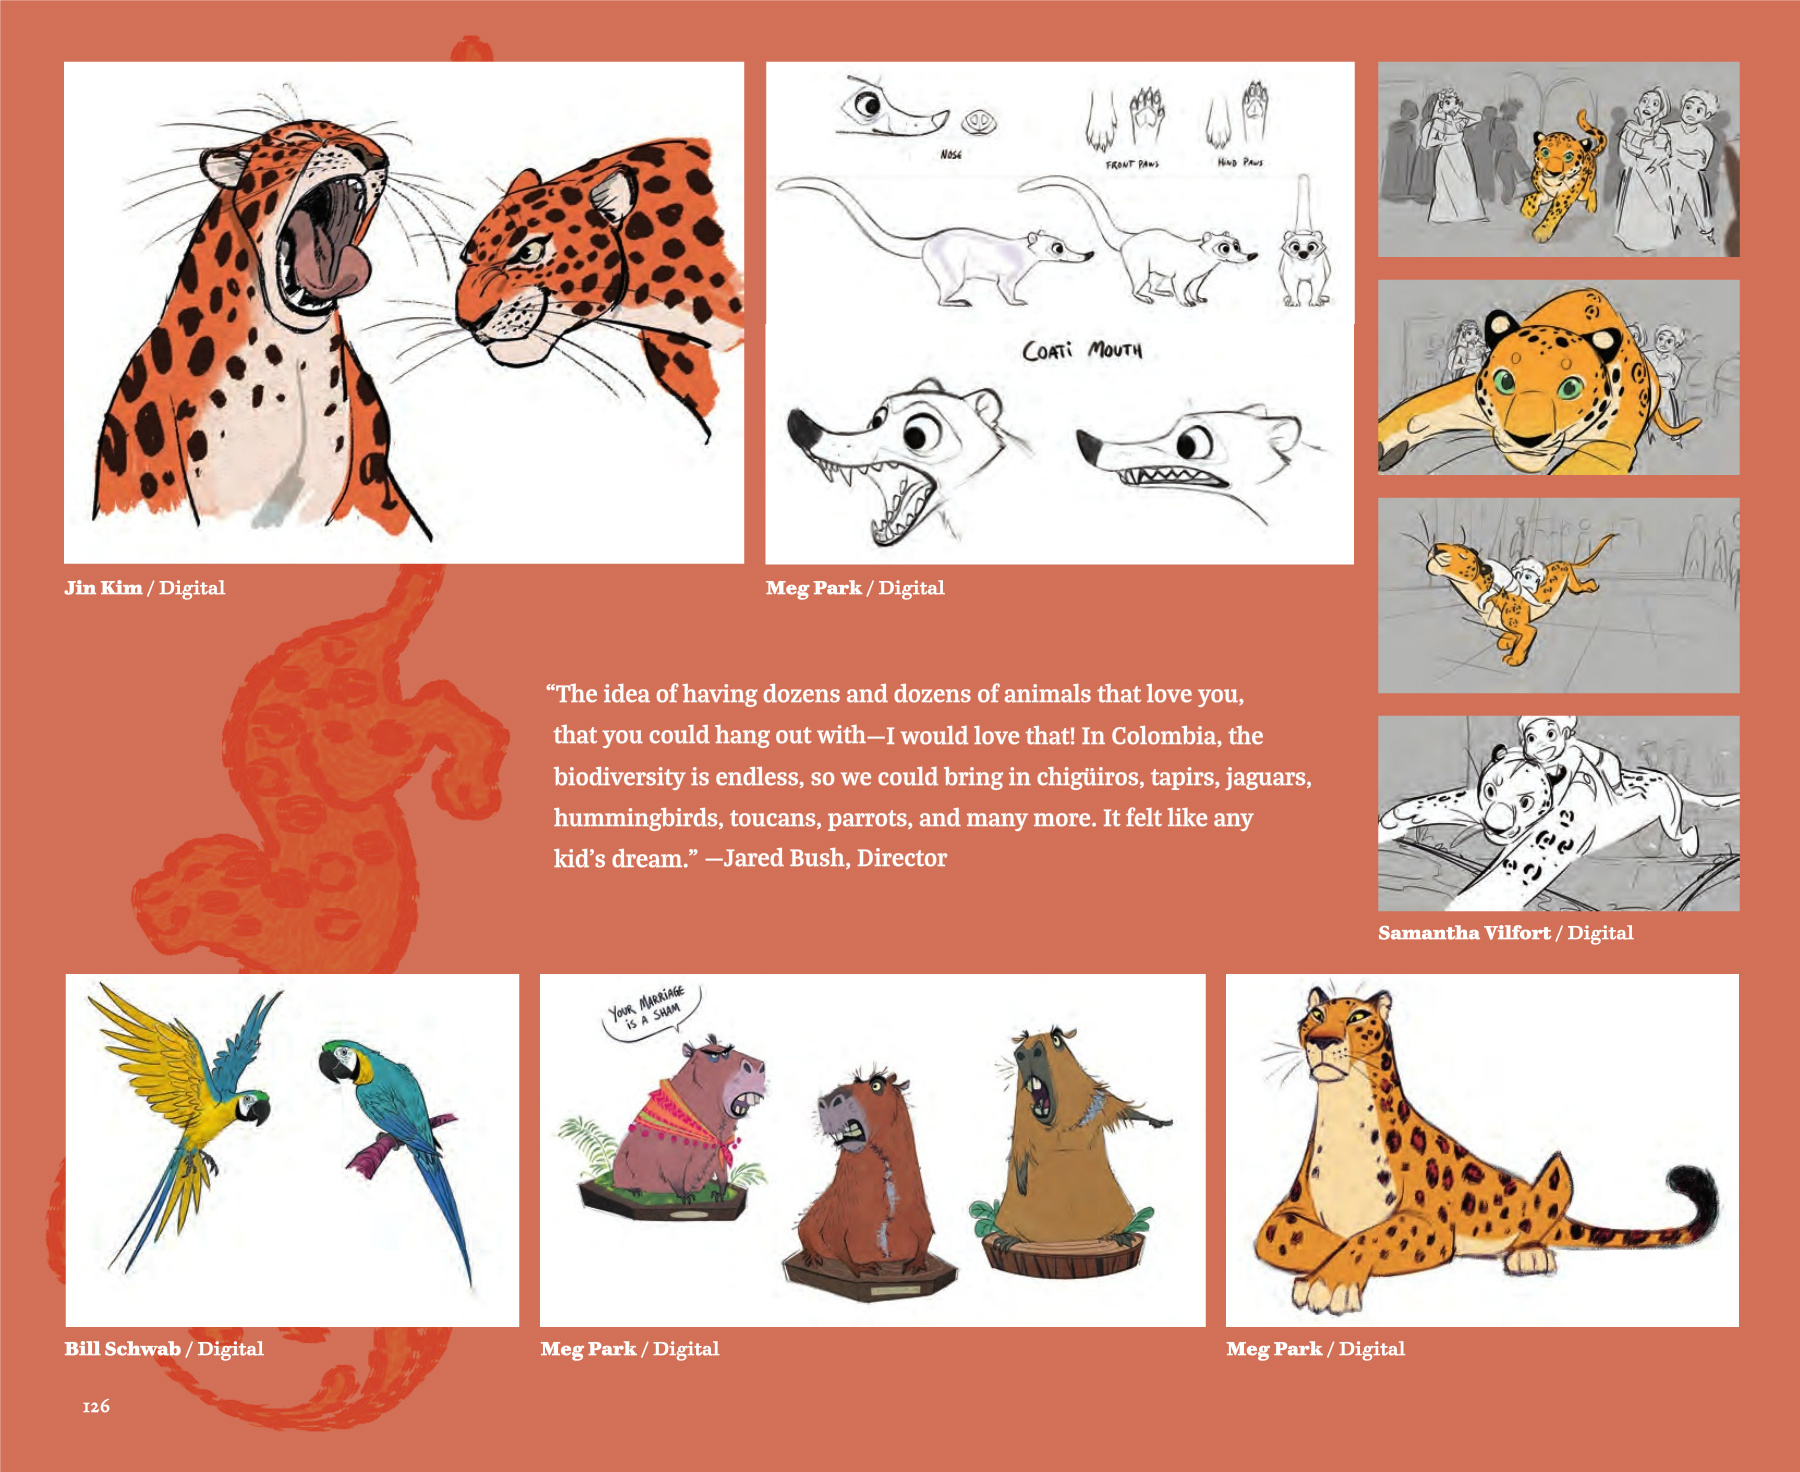 NOSE
FRONT PAWS
HIND PAWS
COATI MOUTH
Jin Kim / Digital
Meg Park / Digital
“The idea of having dozens and dozens of animals that love you,
that you could hang out with—I would love that! In Colombia, the
biodiversity is endless, so we could bring in chigüiros, tapirs, jaguars,
hummingbirds, toucans, parrots, and many more. It felt like any
kid’s dream.” —Jared Bush, Director
Samantha Vilfort / Digital
YOUR MARRIAGE
IS A SHAM
Bill Schwab / Digital
Meg Park / Digital
Meg Park / Digital
126